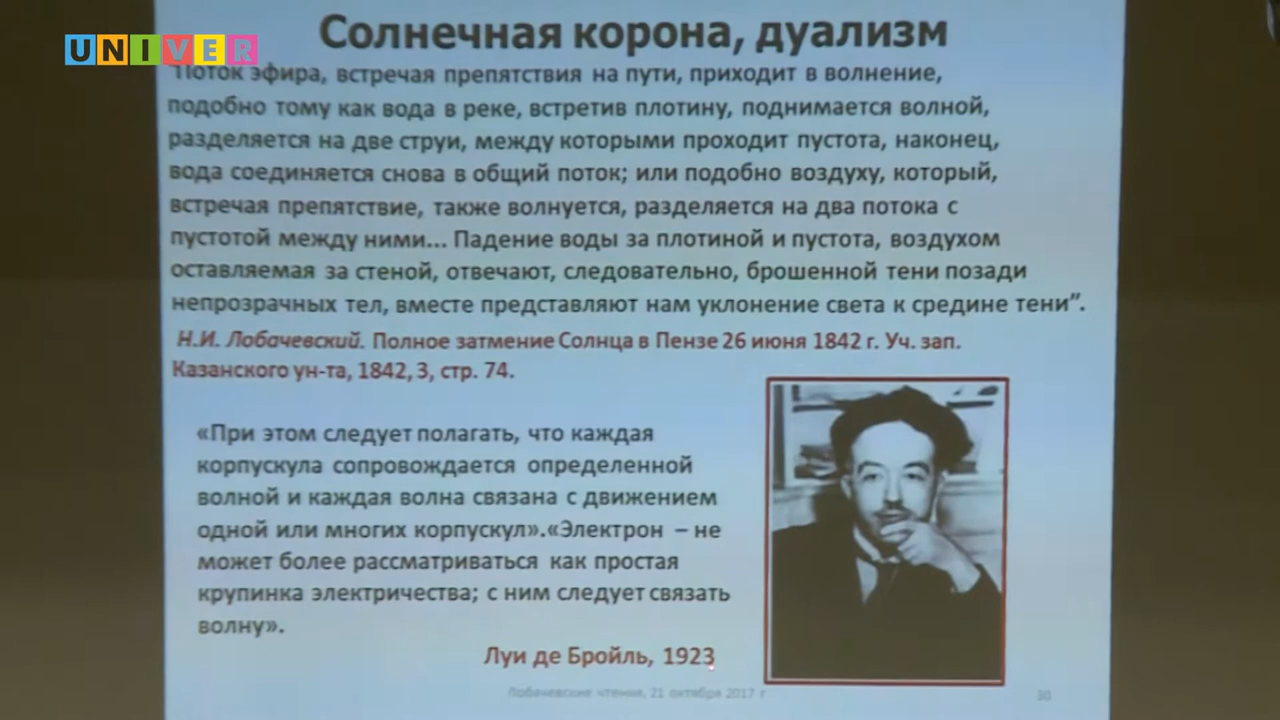 Солнечная корона, дуализм
UNIVER
"Поток эфира, встречая препятствия на пути, приходит в волнение,
подобно тому как вода в реке, встретив плотину, поднимается волной,
разделяется на две струи, между которыми проходит пустота, наконец,
вода соединяется снова в общий поток; или подобно воздуху, который,
встречая препятствие, также волнуется, разделяется на два потока с
пустотой между ними... Падение воды за плотиной и пустота, воздухом
оставляемая за стеной, отвечают, следовательно, брошенной тени позади
непрозрачных тел, вместе представляют нам уклонение света к средине тени”.
Н.И. Лобачевский. Полное затмение Солнца в Пензе 26 июня 1842 г. Уч. зап.
Казанского ун-та, 1842, 3, стр. 74.
«При этом следует полагать, что каждая
корпускула сопровождается определенной
волной и каждая волна связана с движением
одной или многих корпускул».«Электрон – не
может более рассматриваться как простая
крупинка электричества; с ним следует связать
волну».
Луи де Бройль, 1923
Лобачевские чтения, 21 октября 2017 г
30